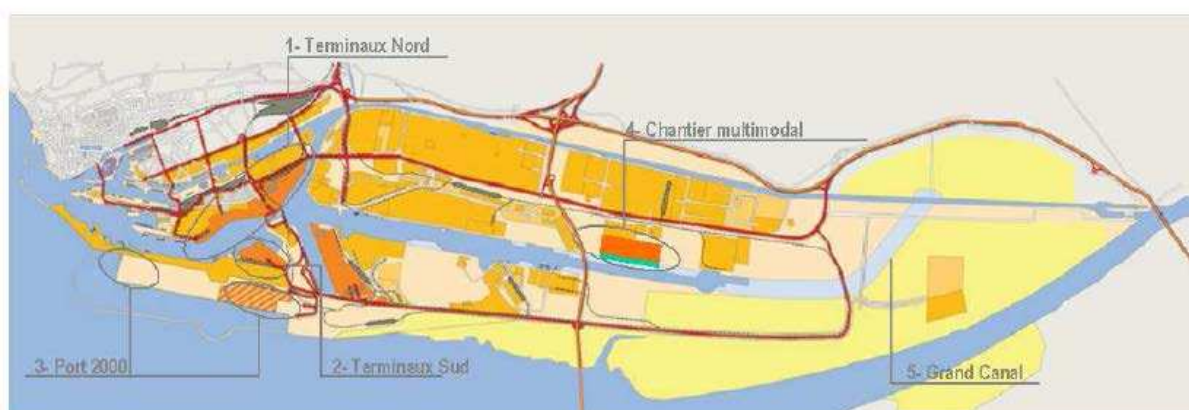 1- Terminaux Nord
4- Chantier multimodal
3- Port 2000
2- Terminaux Sud
5- Grand Canal